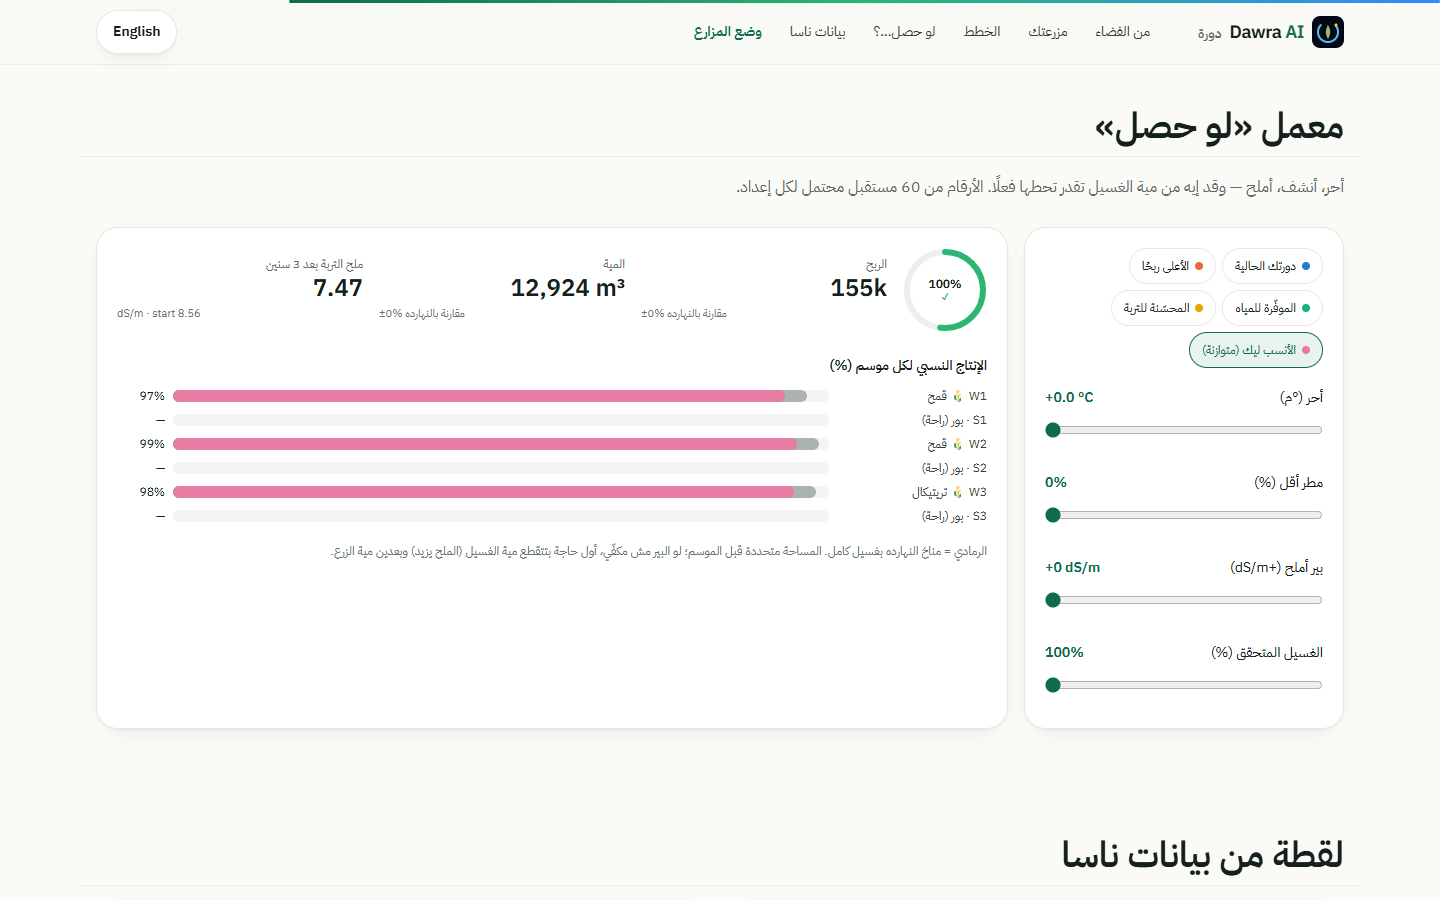 Dawra AI دورة
من الفضاء
مزرعتك
الخطط
لو حصل...؟
بيانات ناسا
وضع المزارع
English
معمل «لو حصل»
أحر، أنشف، أملح — وقد إيه من مية الغسيل تقدر تحطها فعلًا. الأرقام من 60 مستقبل محتمل لكل إعداد.
دورتك الحالية
الأعلى ربحًا
الموفّرة للمياه
المحسّنة للتربة
الأنسب ليك (متوازنة)
أحر (°م)
+0.0 °C
مطر أقل (%)
0%
بير أملح (+dS/m)
+0 dS/m
الغسيل المتحقق (%)
100%
100%
✓
الربح
155k
مقارنة بالنهارده %0±
المية
12,924 m³
مقارنة بالنهارده %0±
ملح التربة بعد 3 سنين
7.47
dS/m · start 8.56
الإنتاج النسبي لكل موسم (%)
W1 قمح 97%
S1 · بور (راحة) —
W2 قمح 99%
S2 · بور (راحة) —
W3 تريتيكال 98%
S3 · بور (راحة) —
الرمادي = مناخ النهارده بغسيل كامل. المساحة متحددة قبل الموسم؛ لو البير مش مكفّي، أول حاجة بتتقطع مية الغسيل (الملح يزيد) وبعدين مية الزرع.
لقطة من بيانات ناسا